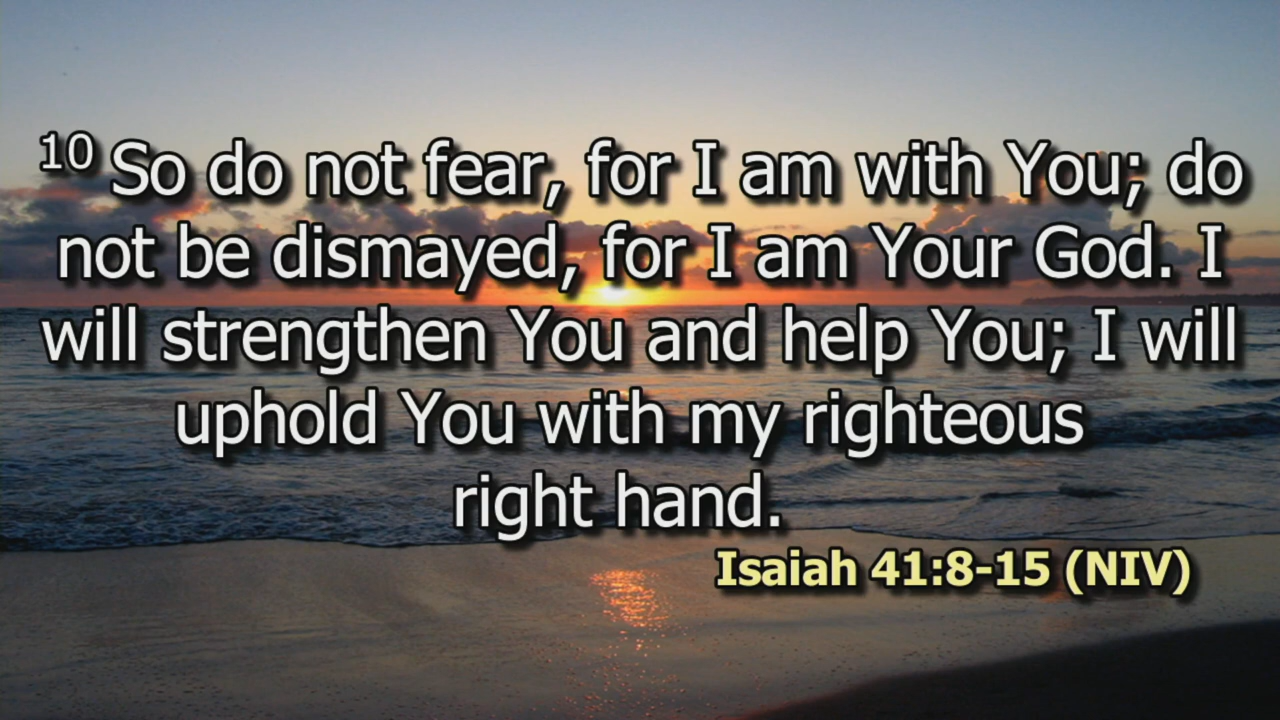 10 So do not fear, for I am with You; do
not be dismayed, for I am Your God. I
will strengthen You and help You; I will
uphold You with my righteous
right hand.
Isaiah 41:8-15 (NIV)